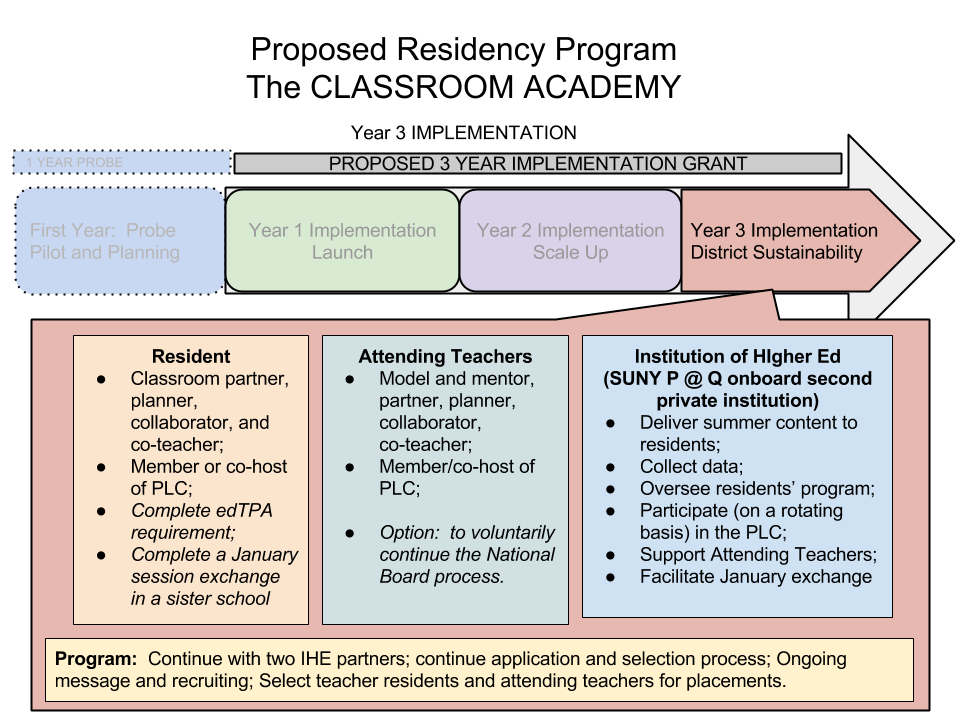 Proposed Residency Program
The CLASSROOM ACADEMY
Year 3 IMPLEMENTATION
1 YEAR PROBE
PROPOSED 3 YEAR IMPLEMENTATION GRANT
First Year:  Probe
Pilot and Planning
Year 1 Implementation
Launch
Year 2 Implementation
Scale Up
Year 3 Implementation
District Sustainability
Resident
● Classroom partner,
planner,
collaborator, and
co-teacher;
● Member or co-host
of PLC;
● Complete edTPA
requirement;
● Complete a January
session exchange
in a sister school
Attending Teachers
● Model and mentor,
partner, planner,
collaborator,
co-teacher;
● Member/co-host of
PLC;
● Option:  to voluntarily
continue the National
Board process.
Institution of HIgher Ed
(SUNY P @ Q onboard second
private institution)
● Deliver summer content to
residents;
● Collect data;
● Oversee residents’ program;
● Participate (on a rotating
basis) in the PLC;
● Support Attending Teachers;
● Facilitate January exchange
Program:  Continue with two IHE partners; continue application and selection process; Ongoing
message and recruiting; Select teacher residents and attending teachers for placements.